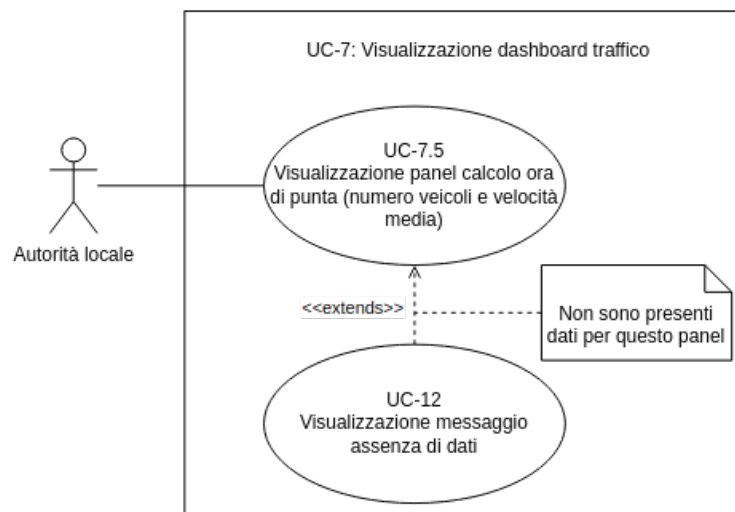 UC-7: Visualizzazione dashboard traffico
UC-7.5
Visualizzazione panel calcolo ora
di punta (numero veicoli e velocità
media)
Autorità locale
<<extends>>
Non sono presenti
dati per questo panel
UC-12
Visualizzazione messaggio
assenza di dati